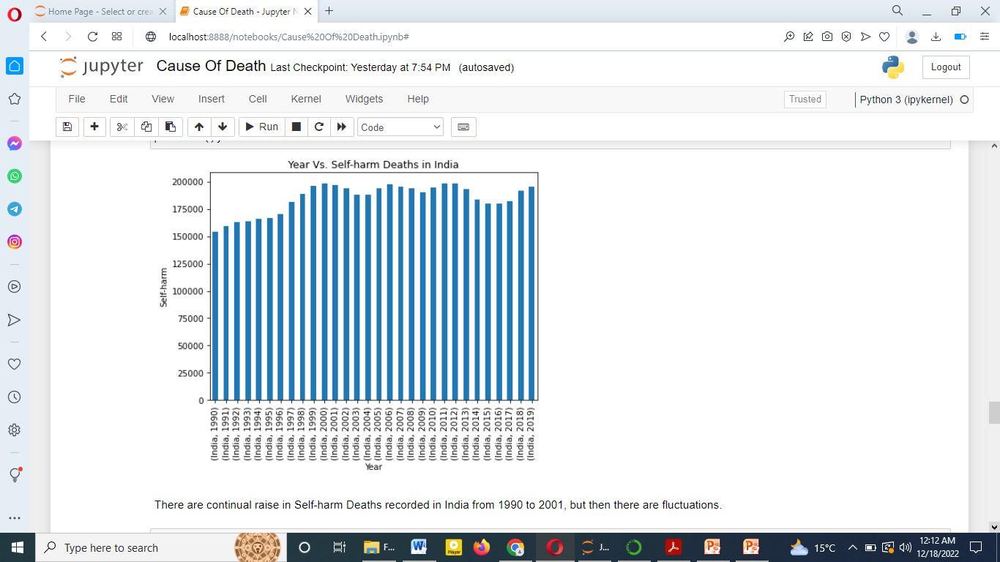 Home Page - Select or crea
Cause Of Death - Jupyter N
localhost:8888/notebooks/Cause%20Of%20Death.ipynb#
jupyter Cause Of Death Last Checkpoint: Yesterday at 7:54 PM (autosaved)
Logout
File Edit View Insert Cell Kernel Widgets Help
Trusted
Python 3 (ipykernel)
Run
Code
Year Vs. Self-harm Deaths in India
200000
175000
150000
125000
100000
75000
50000
25000
0
Self-harm
(India, 1990)
(India, 1991)
(India, 1992)
(India, 1993)
(India, 1994)
(India, 1995)
(India, 1996)
(India, 1997)
(India, 1998)
(India, 1999)
(India, 2000)
(India, 2001)
(India, 2002)
(India, 2003)
(India, 2004)
(India, 2005)
(India, 2006)
(India, 2007)
(India, 2008)
(India, 2009)
(India, 2010)
(India, 2011)
(India, 2012)
(India, 2013)
(India, 2014)
(India, 2015)
(India, 2016)
(India, 2017)
(India, 2018)
(India, 2019)
Year
There are continual raise in Self-harm Deaths recorded in India from 1990 to 2001, but then there are fluctuations.
Type here to search
F...
Player
J...
15°C
12:12 AM
12/18/2022